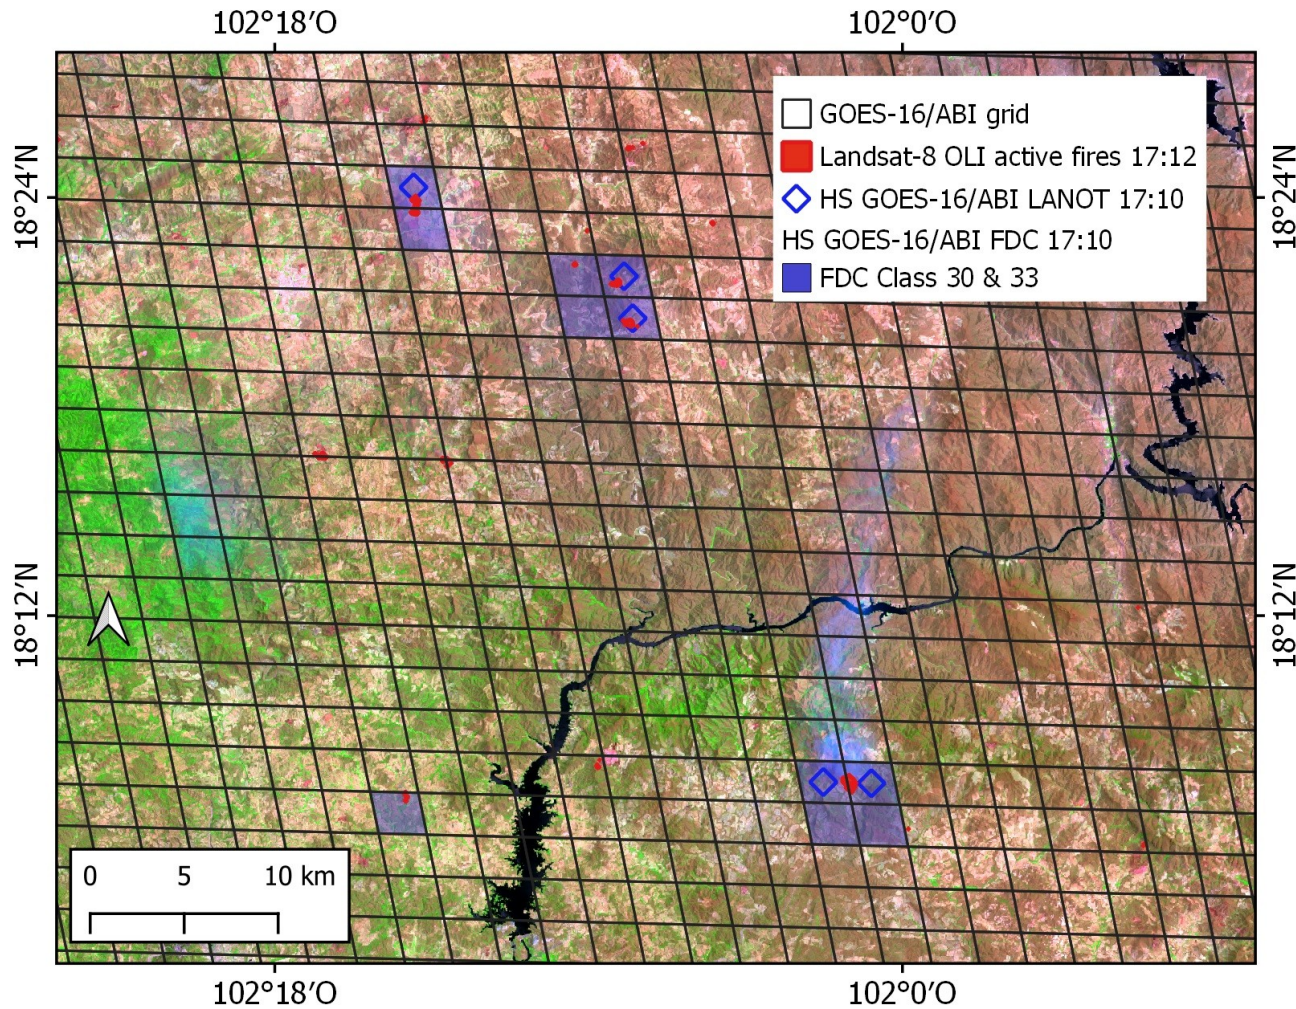 102°18′O 102°0′O
GOES-16/ABI grid
Landsat-8 OLI active fires 17:12
HS GOES-16/ABI LANOT 17:10
HS GOES-16/ABI FDC 17:10
FDC Class 30 & 33
18°24′N 18°24′N
18°12′N 18°12′N
0 5 10 km
102°18′O 102°0′O